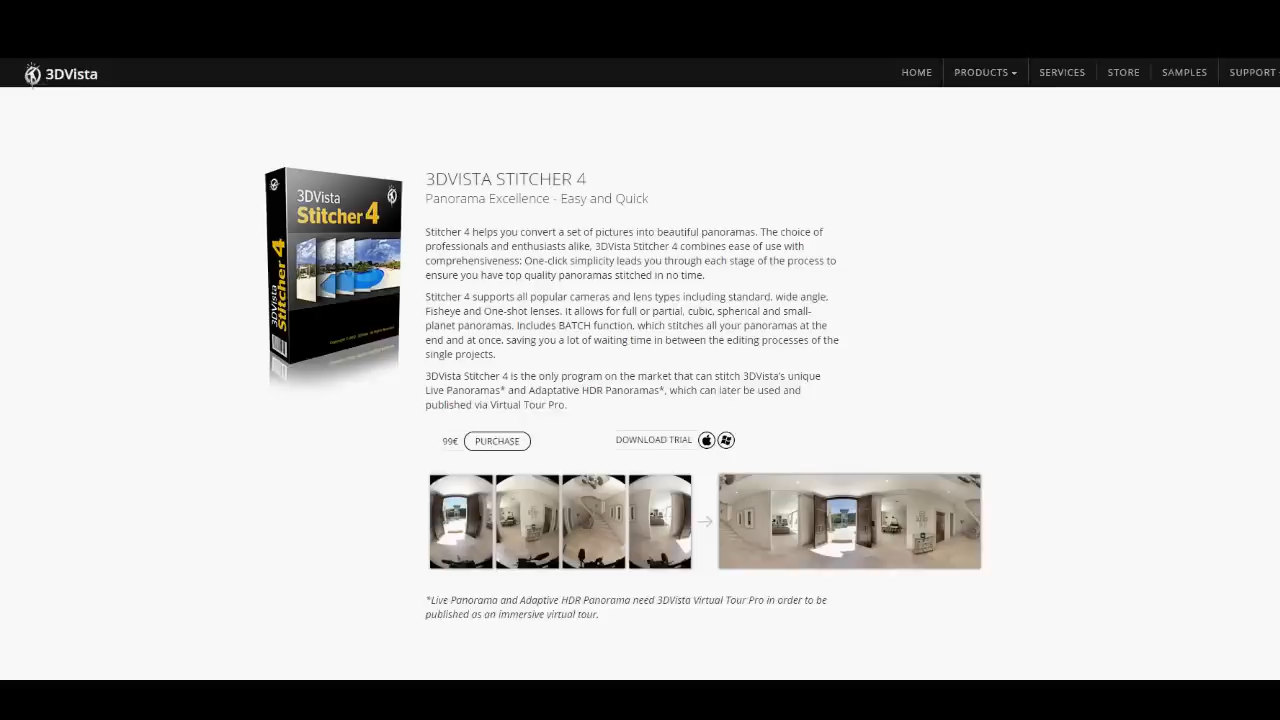 3DVista
HOME
PRODUCTS
SERVICES
STORE
SAMPLES
SUPPORT
3DVista
Stitcher 4
3DVista
Stitcher 4
3DVISTA STITCHER 4
Panorama Excellence - Easy and Quick
Stitcher 4 helps you convert a set of pictures into beautiful panoramas. The choice of
professionals and enthusiasts alike, 3DVista Stitcher 4 combines ease of use with
comprehensiveness: One-click simplicity leads you through each stage of the process to
ensure you have top quality panoramas stitched in no time.
Stitcher 4 supports all popular cameras and lens types including standard, wide angle,
Fisheye and One-shot lenses. It allows for full or partial, cubic, spherical and small-
planet panoramas. Includes BATCH function, which stitches all your panoramas at the
end and at once, saving you a lot of waiting time in between the editing processes of the
single projects.
3DVista Stitcher 4 is the only program on the market that can stitch 3DVista's unique
Live Panoramas* and Adaptative HDR Panoramas*, which can later be used and
published via Virtual Tour Pro.
99€ PURCHASE
DOWNLOAD TRIAL
*Live Panorama and Adaptive HDR Panorama need 3DVista Virtual Tour Pro in order to be
published as an immersive virtual tour.